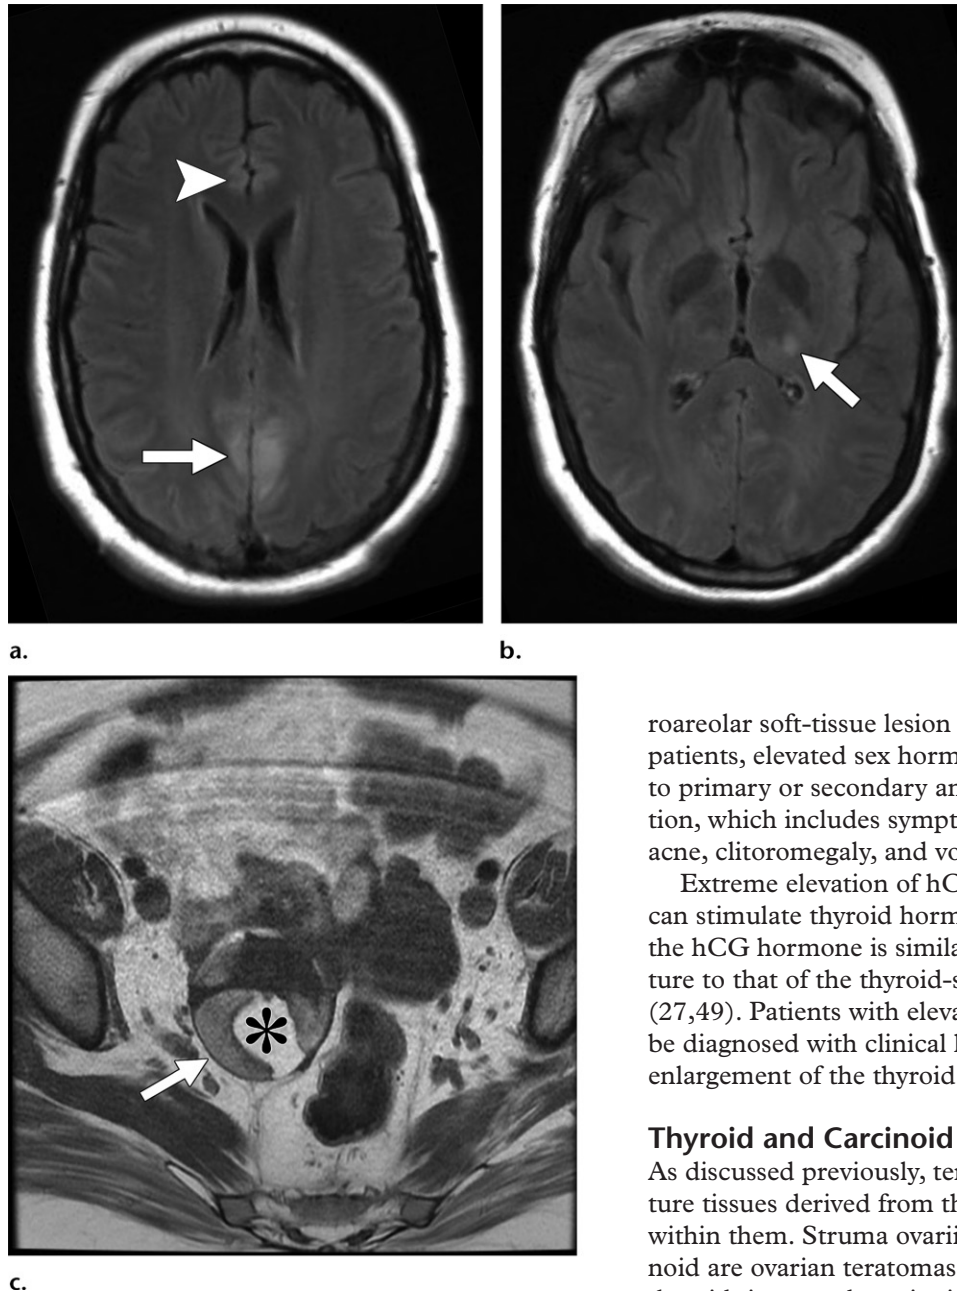 a.
b.
c.
roareolar soft-tissue lesion
patients, elevated sex horm
to primary or secondary an
tion, which includes sympt
acne, clitoromegaly, and vo
Extreme elevation of hC
can stimulate thyroid horm
the hCG hormone is simila
ture to that of the thyroid-s
(27,49). Patients with eleva
be diagnosed with clinical
enlargement of the thyroid
Thyroid and Carcinoid
As discussed previously, ter
ture tissues derived from th
within them. Struma ovarii
noid are ovarian teratomas